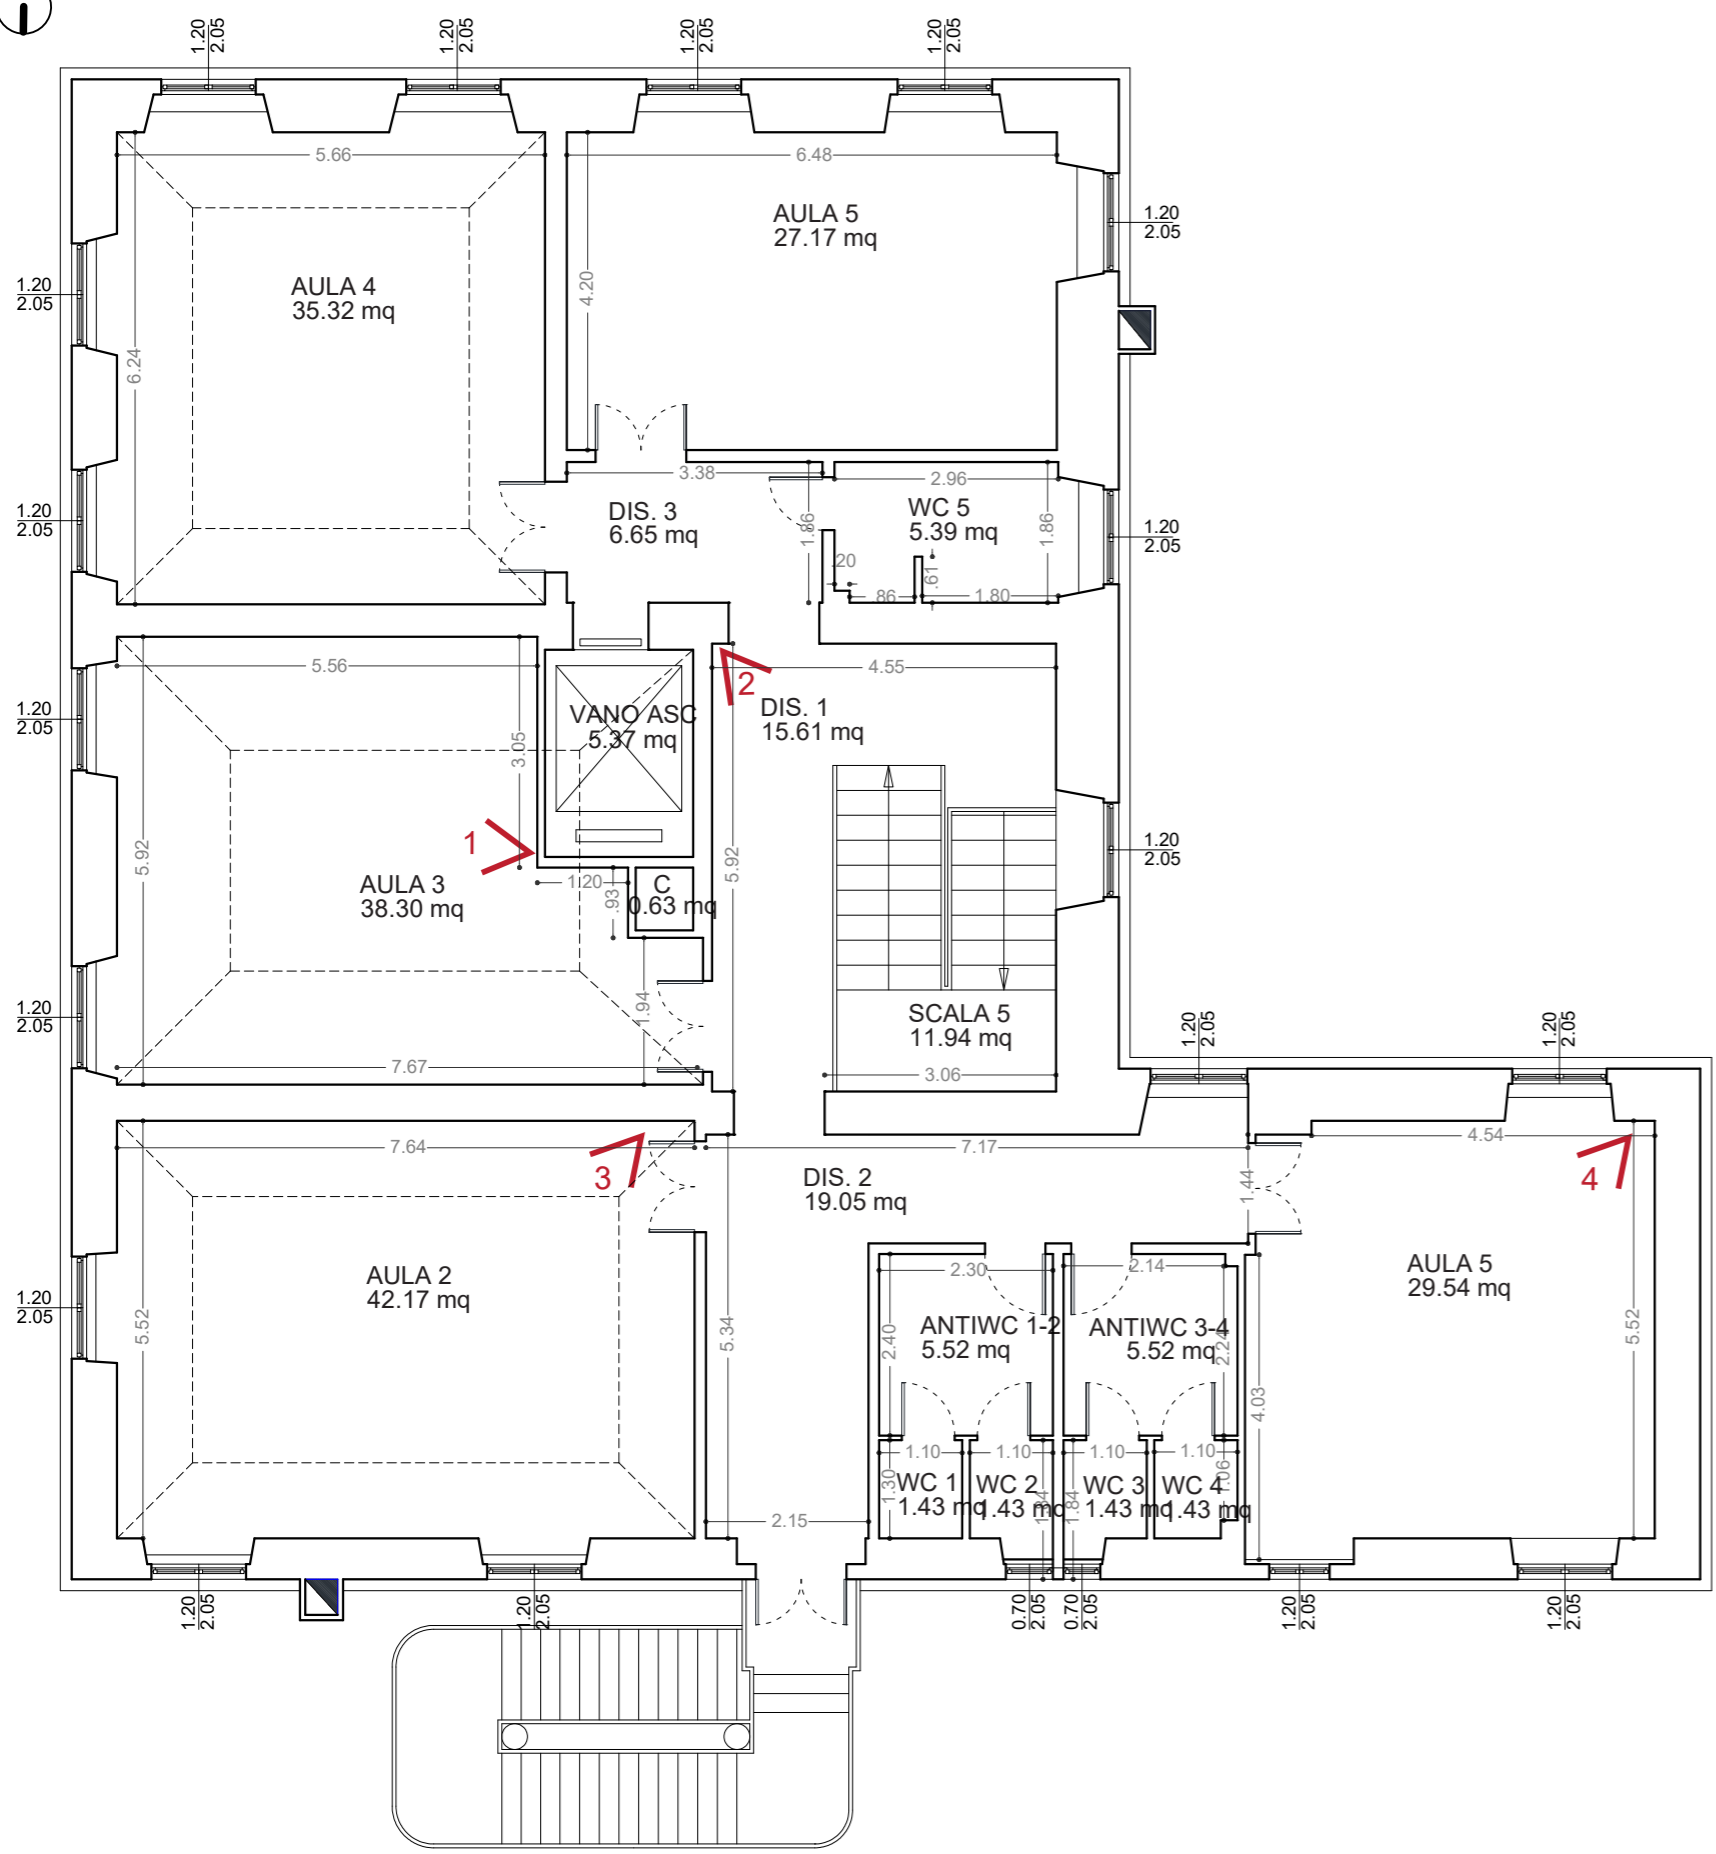 1.20
2.05
1.20
2.05
1.20
2.05
1.20
2.05
5.66
6.48
AULA 5
27.17 mq
1.20
2.05
AULA 4
35.32 mq
4.20
1.20
2.05
6.24
3.38
2.96
DIS. 3
6.65 mq
WC 5
5.39 mq
1.86
1.86
1.20
2.05
1.20
2.05
.20
.61
.86
1.80
5.56
4.55
2
DIS. 1
15.61 mq
VANO ASC
5.37 mq
1.20
2.05
3.05
1
5.92
5.92
1.20
2.05
AULA 3
38.30 mq
1.20
.93
C
0.63 mq
1.94
SCALA 5
11.94 mq
1.20
2.05
1.20
2.05
1.20
2.05
7.67
3.06
7.64
7.17
4.54
3
4
DIS. 2
19.05 mq
1.44
AULA 2
42.17 mq
2.30
2.14
AULA 5
29.54 mq
1.20
2.05
5.52
5.34
ANTIWC 1-2
5.52 mq
2.40
ANTIWC 3-4
5.52 mq
2.24
5.52
4.03
1.10
1.10
1.10
1.10
WC 1
1.43 mq
1.30
WC 2
1.43 mq
WC 3
1.43 mq
1.84
WC 4
1.43 mq
1.06
2.15
1.20
2.05
1.20
2.05
0.70
2.05
0.70
2.05
1.20
2.05
1.20
2.05